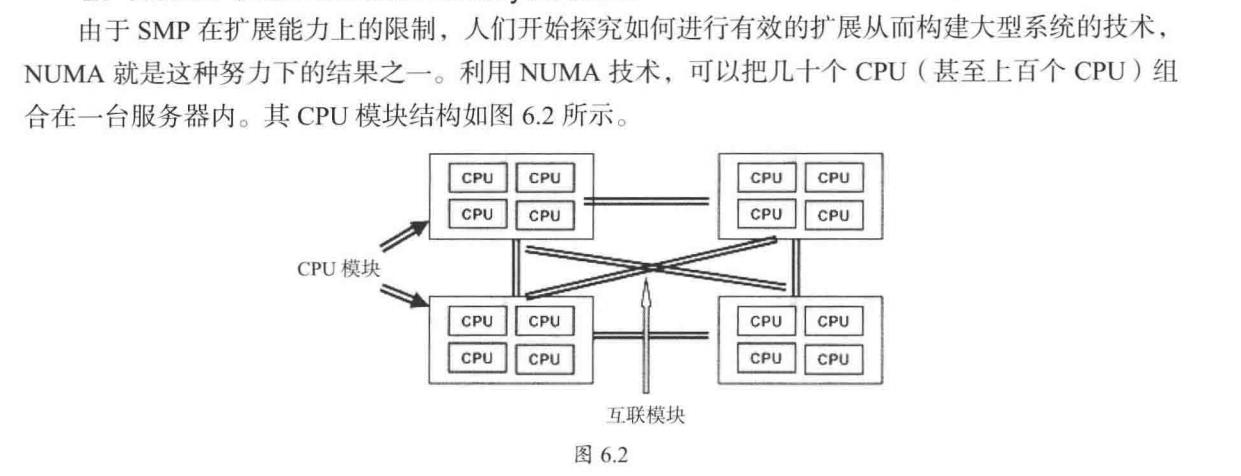 由于 SMP 在扩展能力上的限制，人们开始探究如何进行有效的扩展从而构建大型系统的技术，
NUMA 就是这种努力下的结果之一。利用 NUMA 技术，可以把几十个 CPU（甚至上百个 CPU）组
合在一台服务器内。其 CPU 模块结构如图 6.2 所示。
CPU CPU CPU CPU
CPU CPU CPU CPU
CPU 模块
CPU CPU CPU CPU
CPU CPU CPU CPU
互联模块
图 6.2